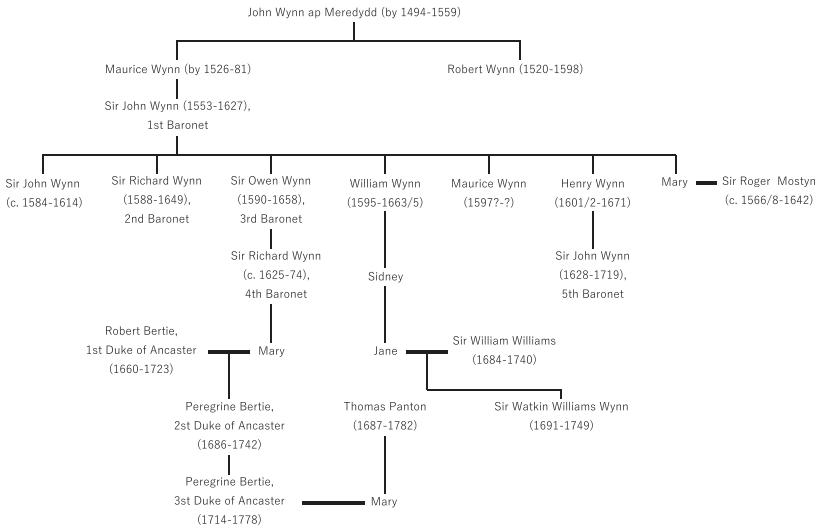 John Wynn ap Meredydd (by 1494-1559)
Maurice Wynn (by 1526-81)
Robert Wynn (1520-1598)
Sir John Wynn (1553-1627),
1st Baronet
Sir John Wynn
(c. 1584-1614)
Sir Richard Wynn
(1588-1649),
2nd Baronet
Sir Owen Wynn
(1590-1658),
3rd Baronet
William Wynn
(1595-1663/5)
Maurice Wynn
(1597?-?)
Henry Wynn
(1601/2-1671)
Mary
Sir Roger Mostyn
(c. 1566/8-1642)
Sir Richard Wynn
(c. 1625-74),
4th Baronet
Sidney
Sir John Wynn
(1628-1719),
5th Baronet
Robert Bertie,
1st Duke of Ancaster
(1660-1723)
Mary
Jane
Sir William Williams
(1684-1740)
Peregrine Bertie,
2st Duke of Ancaster
(1686-1742)
Thomas Panton
(1687-1782)
Sir Watkin Williams Wynn
(1691-1749)
Peregrine Bertie,
3st Duke of Ancaster
(1714-1778)
Mary